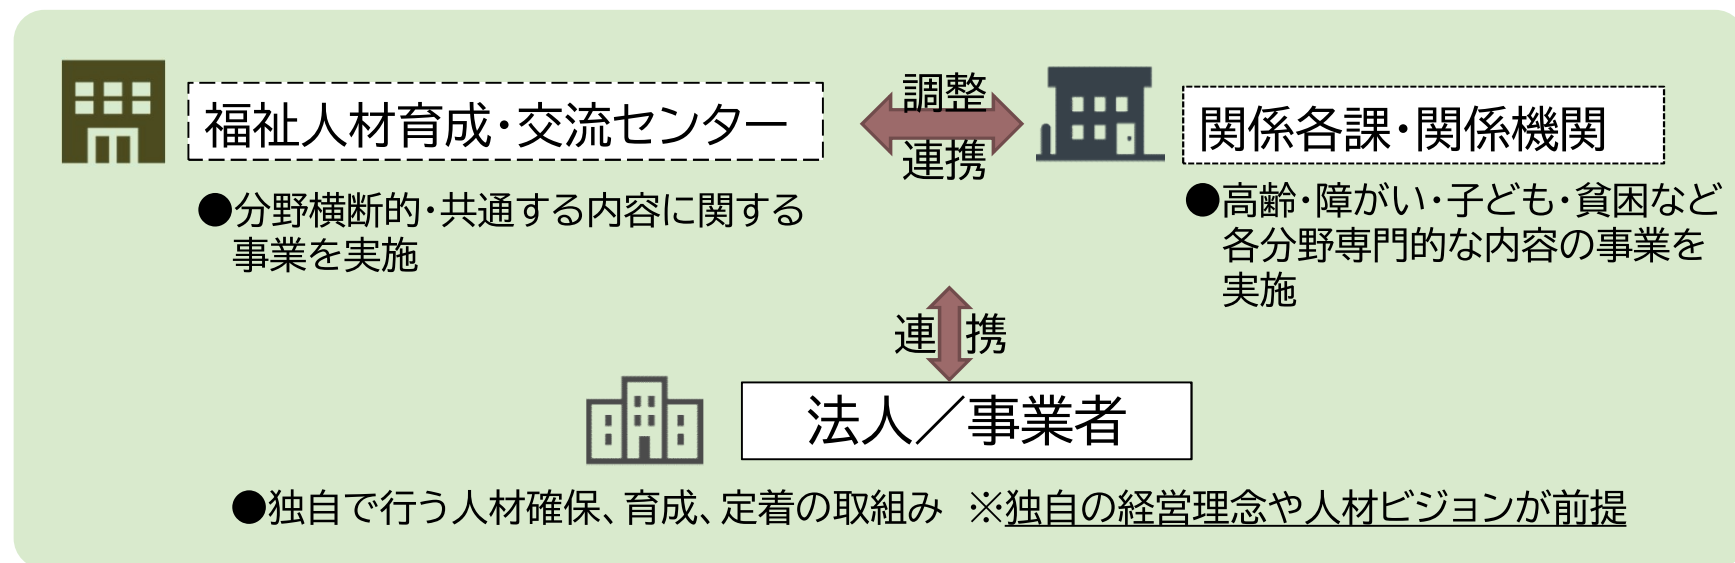 福祉人材育成・交流センター
調整
連携
関係各課・関係機関
●分野横断的・共通する内容に関する
事業を実施
●高齢・障がい・子ども・貧困など
各分野専門的な内容の事業を
実施
連携
法人／事業者
●独自で行う人材確保、育成、定着の取組み ※独自の経営理念や人材ビジョンが前提